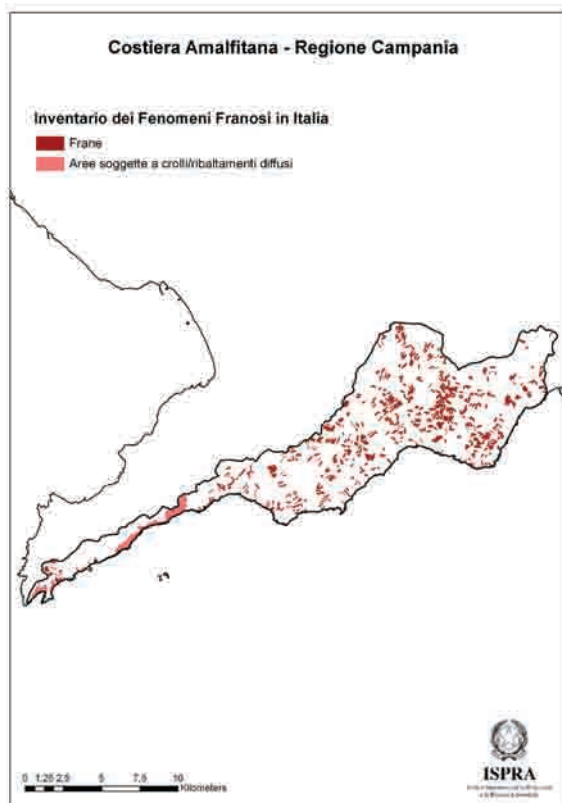 Costiera Amalfitana - Regione Campania
Inventario dei Fenomeni Franosi in Italia
Frane
Aree soggette a crolli/ribaltamenti diffusi
0 1,25 2,5 5 7,5 10
Kilometers
ISPRA